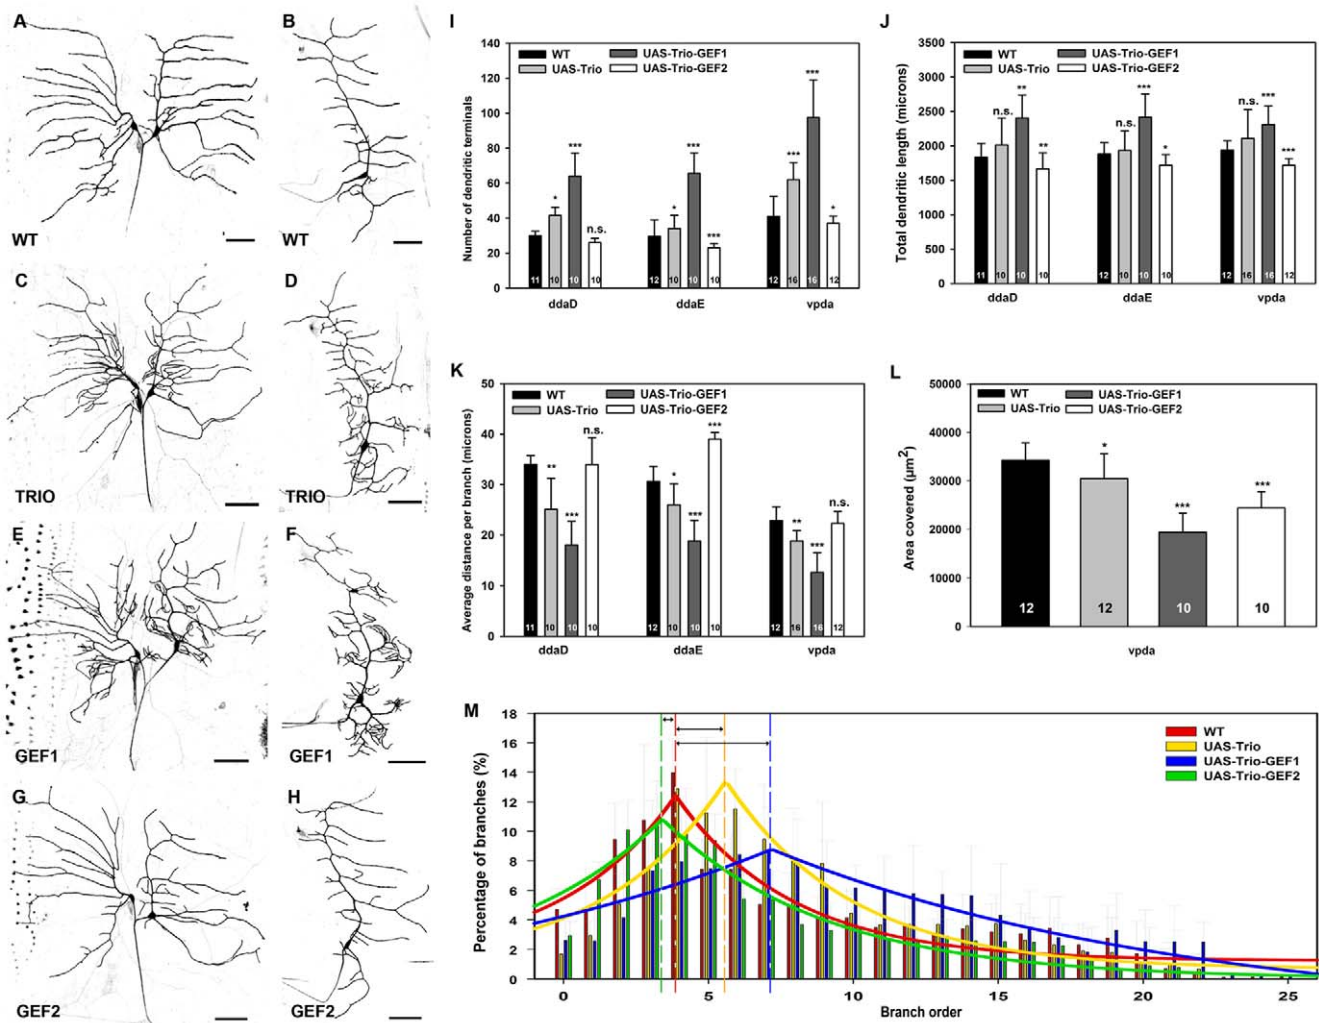 A
B
WT
WT
C
D
TRIO
TRIO
E
F
GEF1
GEF1
G
H
GEF2
GEF2
I
140
120
100
80
60
40
20
0
Number of dendritic terminals
WT
UAS-Trio-GEF1
UAS-Trio
UAS-Trio-GEF2
*
***
n.s.
*
***
***
***
***
*
11
10
10
10
12
10
10
10
12
16
16
12
ddaD
ddaE
vpda
J
3500
3000
2500
2000
1500
1000
500
0
Total dendritic length (microns)
WT
UAS-Trio-GEF1
UAS-Trio
UAS-Trio-GEF2
n.s.
**
**
n.s.
***
*
n.s.
***
***
11
10
10
10
12
10
10
10
12
16
16
12
ddaD
ddaE
vpda
K
50
40
30
20
10
0
Average distance per branch (microns)
WT
UAS-Trio-GEF1
UAS-Trio
UAS-Trio-GEF2
**
***
n.s.
*
***
***
**
***
n.s.
11
10
10
10
12
10
10
10
12
16
16
12
ddaD
ddaE
vpda
L
50000
40000
30000
20000
10000
0
Area covered (µm²)
WT
UAS-Trio-GEF1
UAS-Trio
UAS-Trio-GEF2
*
***
***
12
12
10
10
vpda
M
18
16
14
12
10
8
6
4
2
0
Percentage of branches (%)
WT
UAS-Trio
UAS-Trio-GEF1
UAS-Trio-GEF2
0
5
10
15
20
25
Branch order